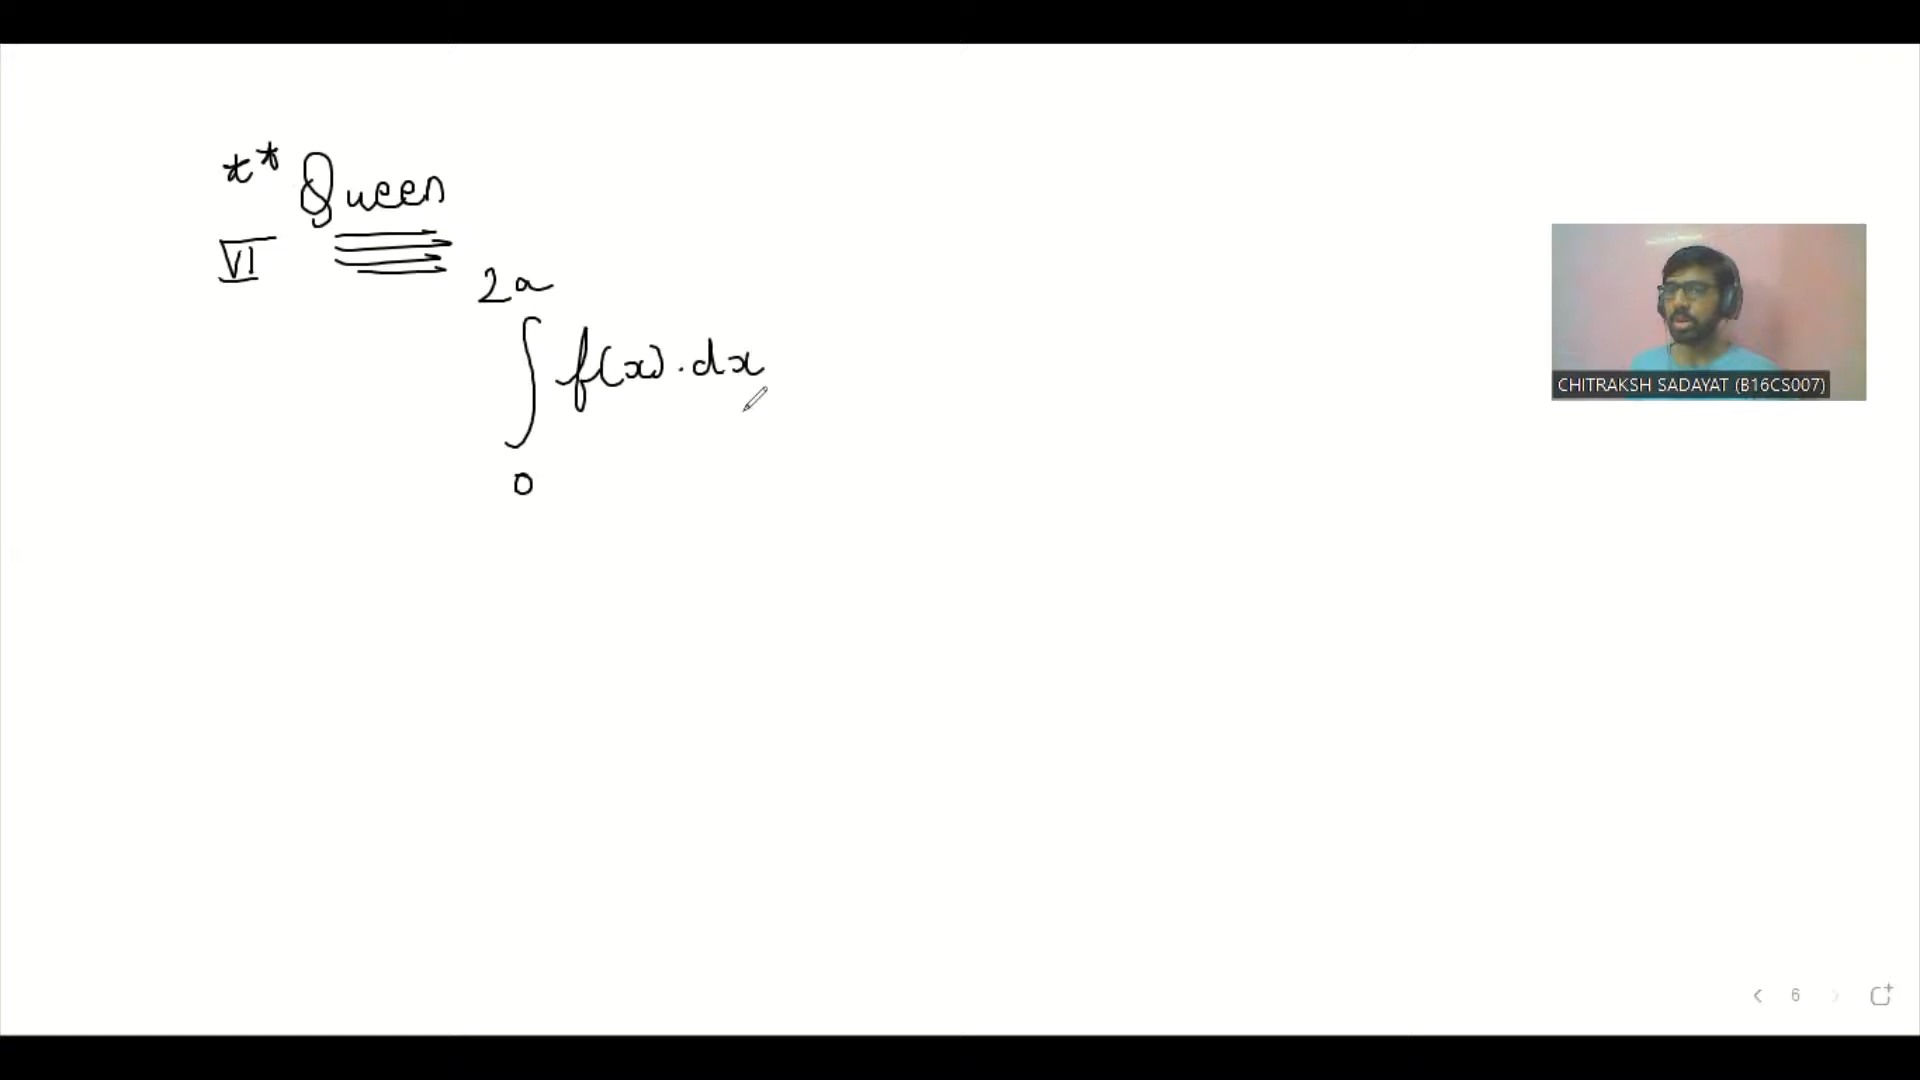 ** Queen
VI
2a
∫ f(x).dx
0
CHITRAKSH SADAYAT (B16CS007)
< 6 >